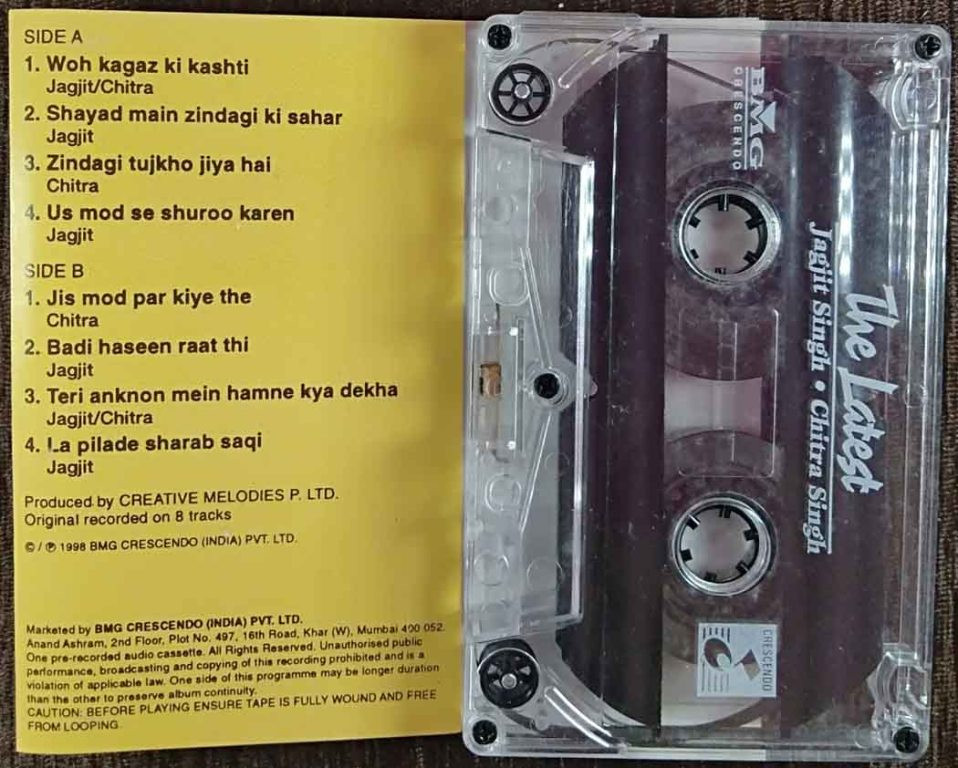 SIDE A
1. Woh kagaz ki kashti
Jagjit/Chitra
2. Shayad main zindagi ki sahar
Jagjit
3. Zindagi tujkho jiya hai
Chitra
4. Us mod se shuroo karen
Jagjit
SIDE B
1. Jis mod par kiye the
Chitra
2. Badi haseen raat thi
Jagjit
3. Teri anknon mein hamne kya dekha
Jagjit/Chitra
4. La pilade sharab saqi
Jagjit
Produced by CREATIVE MELODIES P. LTD.
Original recorded on 8 tracks
©/℗ 1998 BMG CRESCENDO (INDIA) PVT. LTD.
Marketed by BMG CRESCENDO (INDIA) PVT. LTD.
Anand Ashram, 2nd Floor, Plot No. 497, 16th Road, Khar (W), Mumbai 400 052.
One pre-recorded audio cassette. All Rights Reserved. Unauthorised public
performance, broadcasting and copying of this recording prohibited and is a
violation of applicable law. One side of this programme may be longer duration
than the other to preserve album continuity.
CAUTION: BEFORE PLAYING ENSURE TAPE IS FULLY WOUND AND FREE
FROM LOOPING.
BMG
CRESCENDO
The Latest
Jagjit Singh • Chitra Singh
CRESCENDO